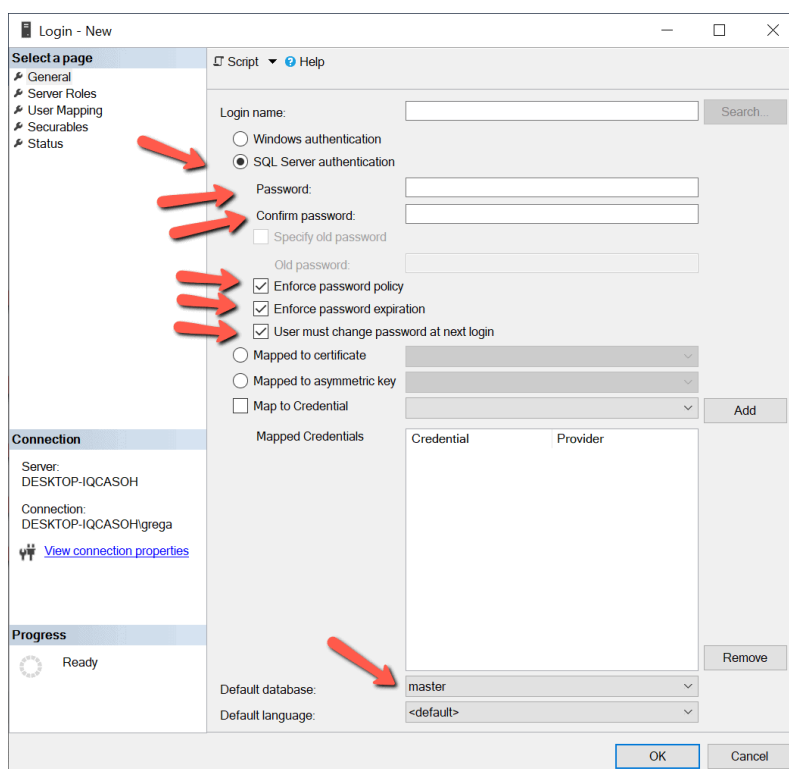 Login - New
Select a page
General
Server Roles
User Mapping
Securables
Status
Script Help
Login name:
Search...
Windows authentication
SQL Server authentication
Password:
Confirm password:
Specify old password
Old password:
Enforce password policy
Enforce password expiration
User must change password at next login
Mapped to certificate
Mapped to asymmetric key
Map to Credential
Add
Mapped Credentials
Credential Provider
Remove
Default database: master
Default language: <default>
Connection
Server:
DESKTOP-IQCASOH
Connection:
DESKTOP-IQCASOH\grega
View connection properties
Progress
Ready
OK Cancel